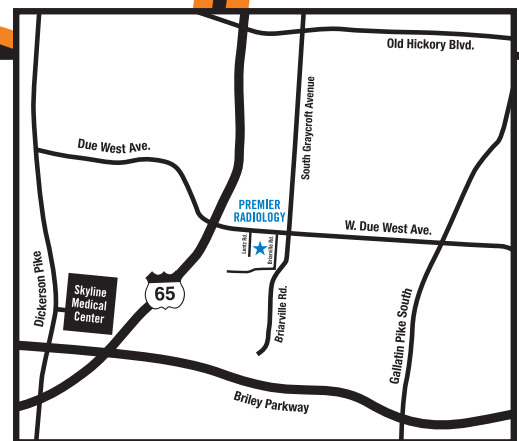 Old Hickory Blvd.
South Graycroft Avenue
Due West Ave.
PREMIER
RADIOLOGY
W. Due West Ave.
Lentz Rd.
Briarville Rd.
65
Skyline
Medical
Center
Dickerson Pike
Briarville Rd.
Gallatin Pike South
Briley Parkway